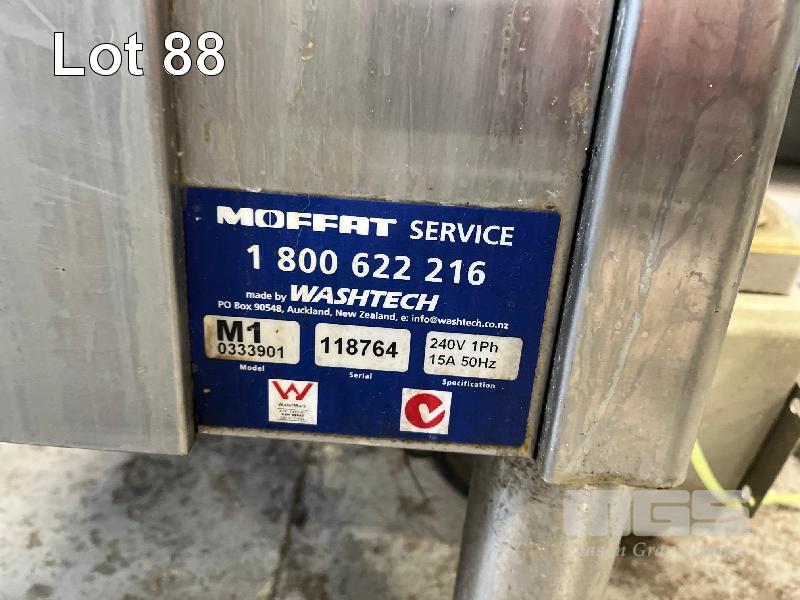 Lot 88
MOFFAT SERVICE
1 800 622 216
made by WASHTECH
PO Box 90548, Auckland, New Zealand, e: info@washtech.co.nz
M1
0333901
Model
118764
Serial
240V 1Ph
15A 50Hz
Specification
WaterMark
MGS